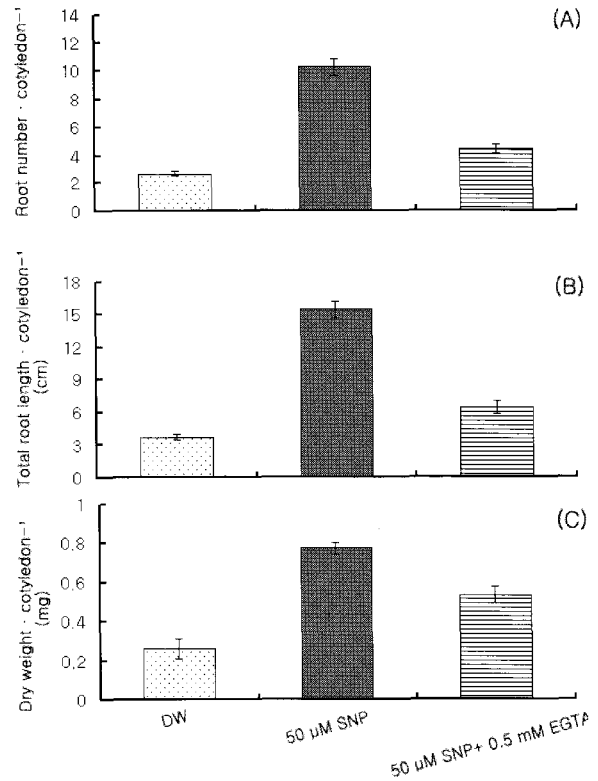 (A)
Root number · cotyledon⁻¹
14
12
10
8
6
4
2
0
(B)
Total root length · cotyledon⁻¹
(cm)
18
15
12
9
6
3
0
(C)
Dry weight · cotyledon⁻¹
(mg)
1
0.8
0.6
0.4
0.2
0
DW
50 µM SNP
50 µM SNP+ 0.5 mM EGTA